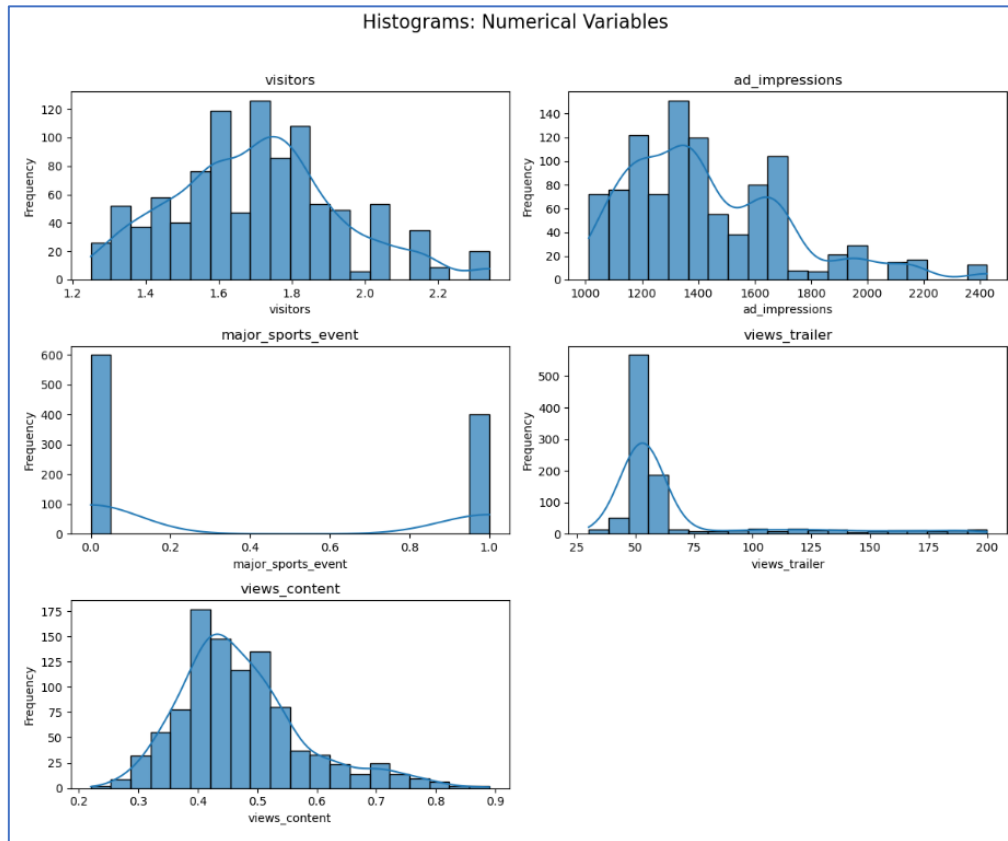 Histograms: Numerical Variables
visitors
120
100
80
60
40
20
0
Frequency
1.2 1.4 1.6 1.8 2.0 2.2
visitors
ad_impressions
140
120
100
80
60
40
20
0
Frequency
1000 1200 1400 1600 1800 2000 2200 2400
ad_impressions
major_sports_event
600
500
400
300
200
100
0
Frequency
0.0 0.2 0.4 0.6 0.8 1.0
major_sports_event
views_trailer
500
400
300
200
100
0
Frequency
25 50 75 100 125 150 175 200
views_trailer
views_content
175
150
125
100
75
50
25
0
Frequency
0.2 0.3 0.4 0.5 0.6 0.7 0.8 0.9
views_content